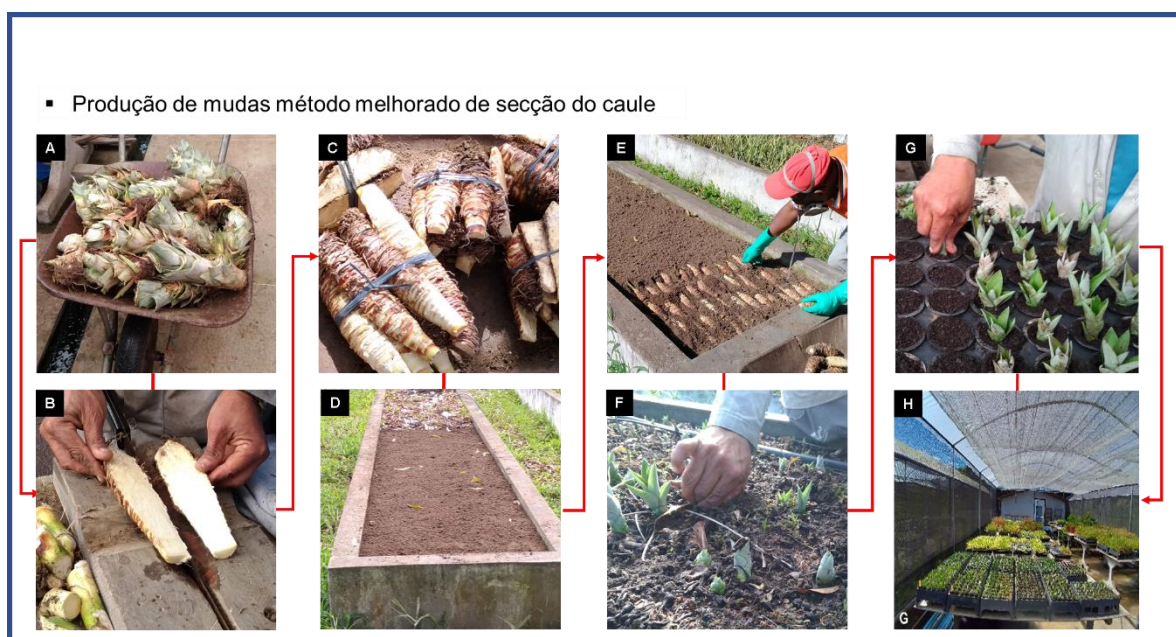 ▪ Produção de mudas método melhorado de secção do caule
A
C
E
G
B
D
F
H
G